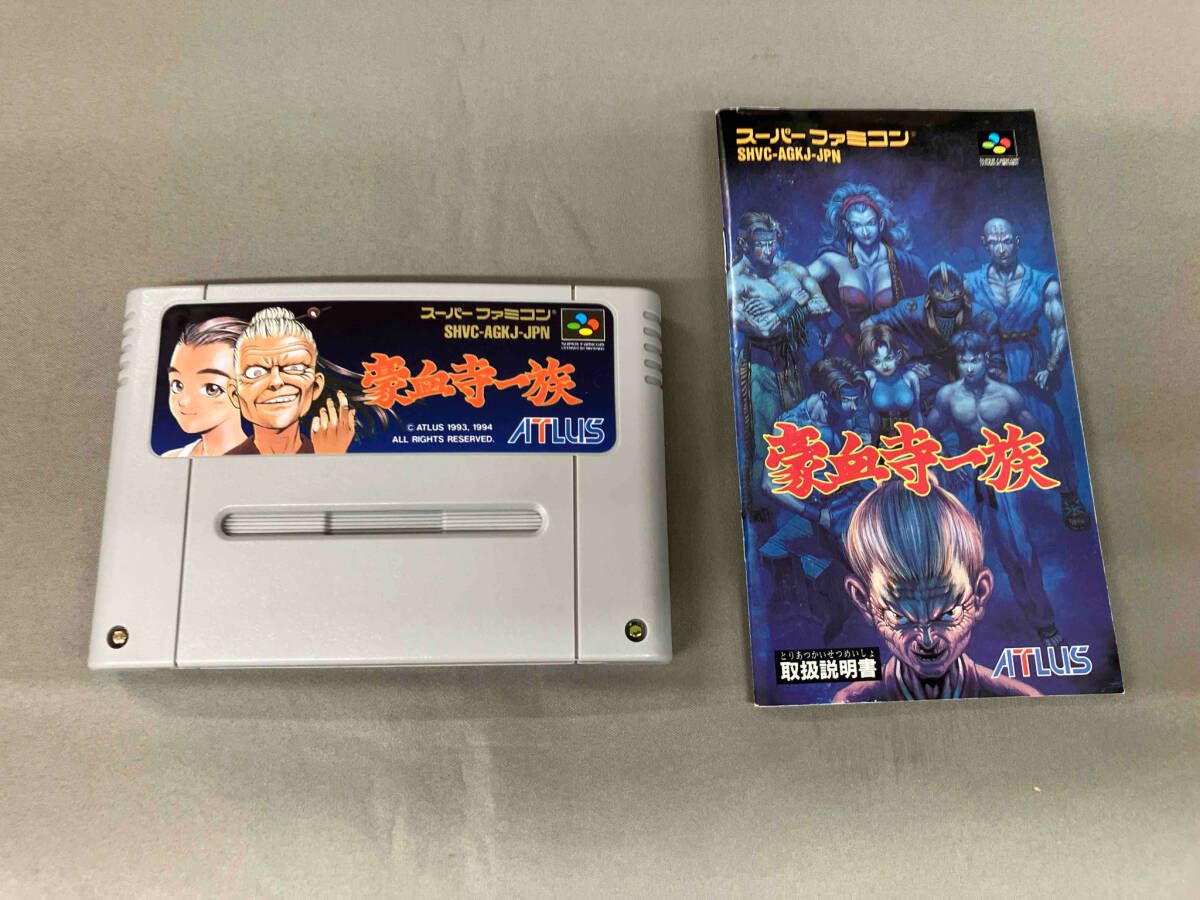 スーパーファミコン®
SHVC-AGKJ-JPN
豪血寺一族
© ATLUS 1993, 1994
ALL RIGHTS RESERVED.
ATLUS
スーパーファミコン®
SHVC-AGKJ-JPN
豪血寺一族
とりあつかいせつめいしょ
取扱説明書
ATLUS